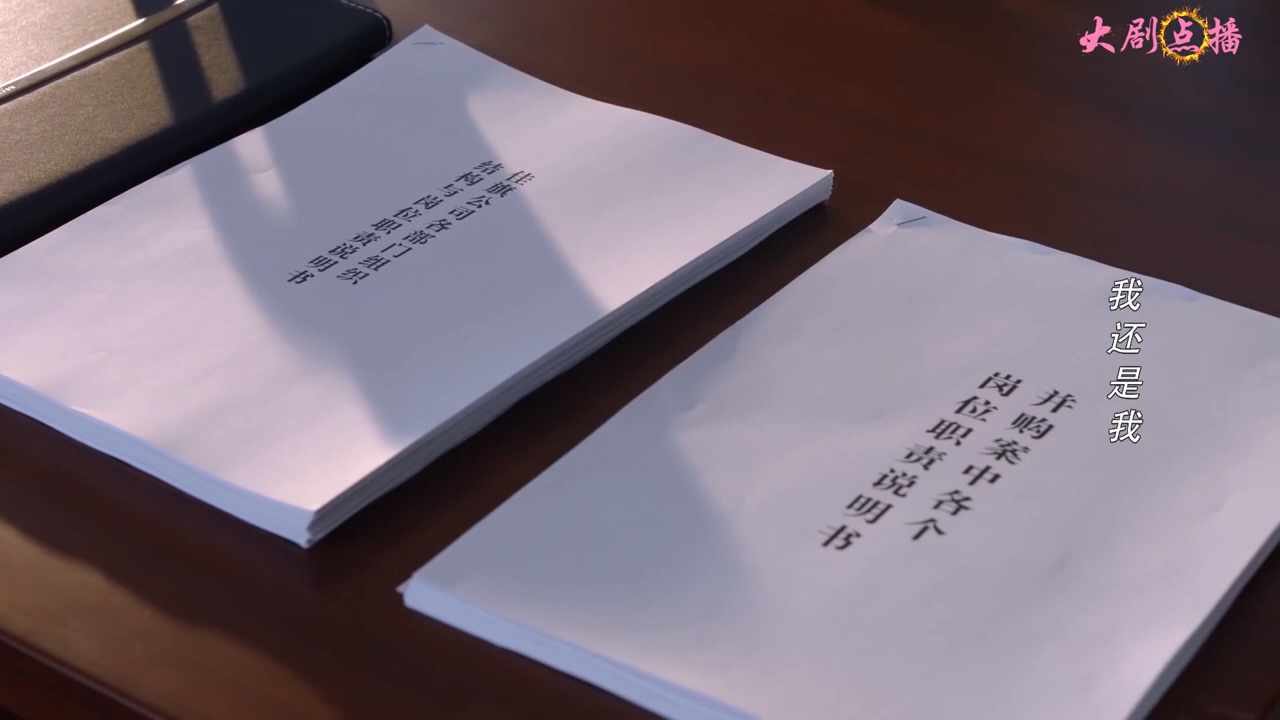 大剧点播
佳旗公司各部门组织
结构与岗位职责说明书
并购案中各个
岗位职责说明书
我还是我